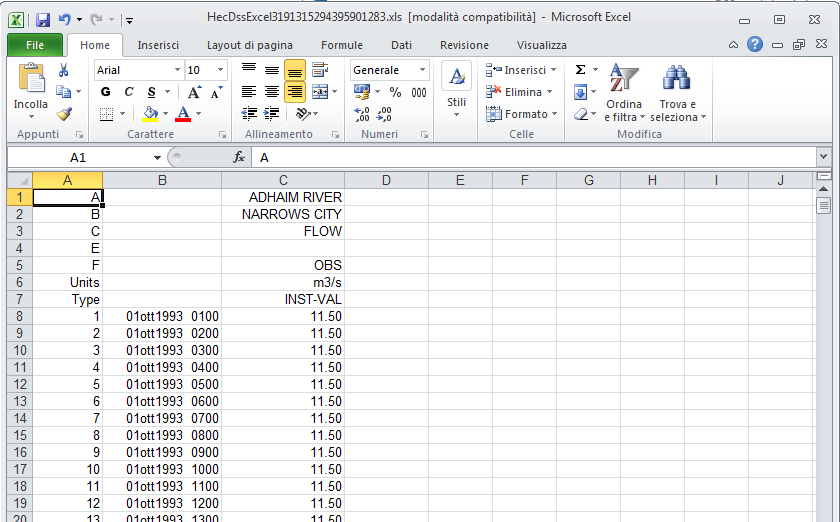 HecDssExcel3191315294395901283.xls [modalità compatibilità] - Microsoft Excel
File Home Inserisci Layout di pagina Formule Dati Revisione Visualizza
Incolla
Appunti
Arial 10
G C S A A
Carattere
Allineamento
Generale
% 000
Numeri
Stili
Inserisci
Elimina
Formato
Celle
Σ
Ordina e filtra
Trova e seleziona
Modifica
A1 fx A
A B C D E F G H I J
1 A ADHAIM RIVER
2 B NARROWS CITY
3 C FLOW
4 E
5 F OBS
6 Units m3/s
7 Type INST-VAL
8 1 01ott1993 0100 11.50
9 2 01ott1993 0200 11.50
10 3 01ott1993 0300 11.50
11 4 01ott1993 0400 11.50
12 5 01ott1993 0500 11.50
13 6 01ott1993 0600 11.50
14 7 01ott1993 0700 11.50
15 8 01ott1993 0800 11.50
16 9 01ott1993 0900 11.50
17 10 01ott1993 1000 11.50
18 11 01ott1993 1100 11.50
19 12 01ott1993 1200 11.50
20 13 01ott1993 1300 11.50